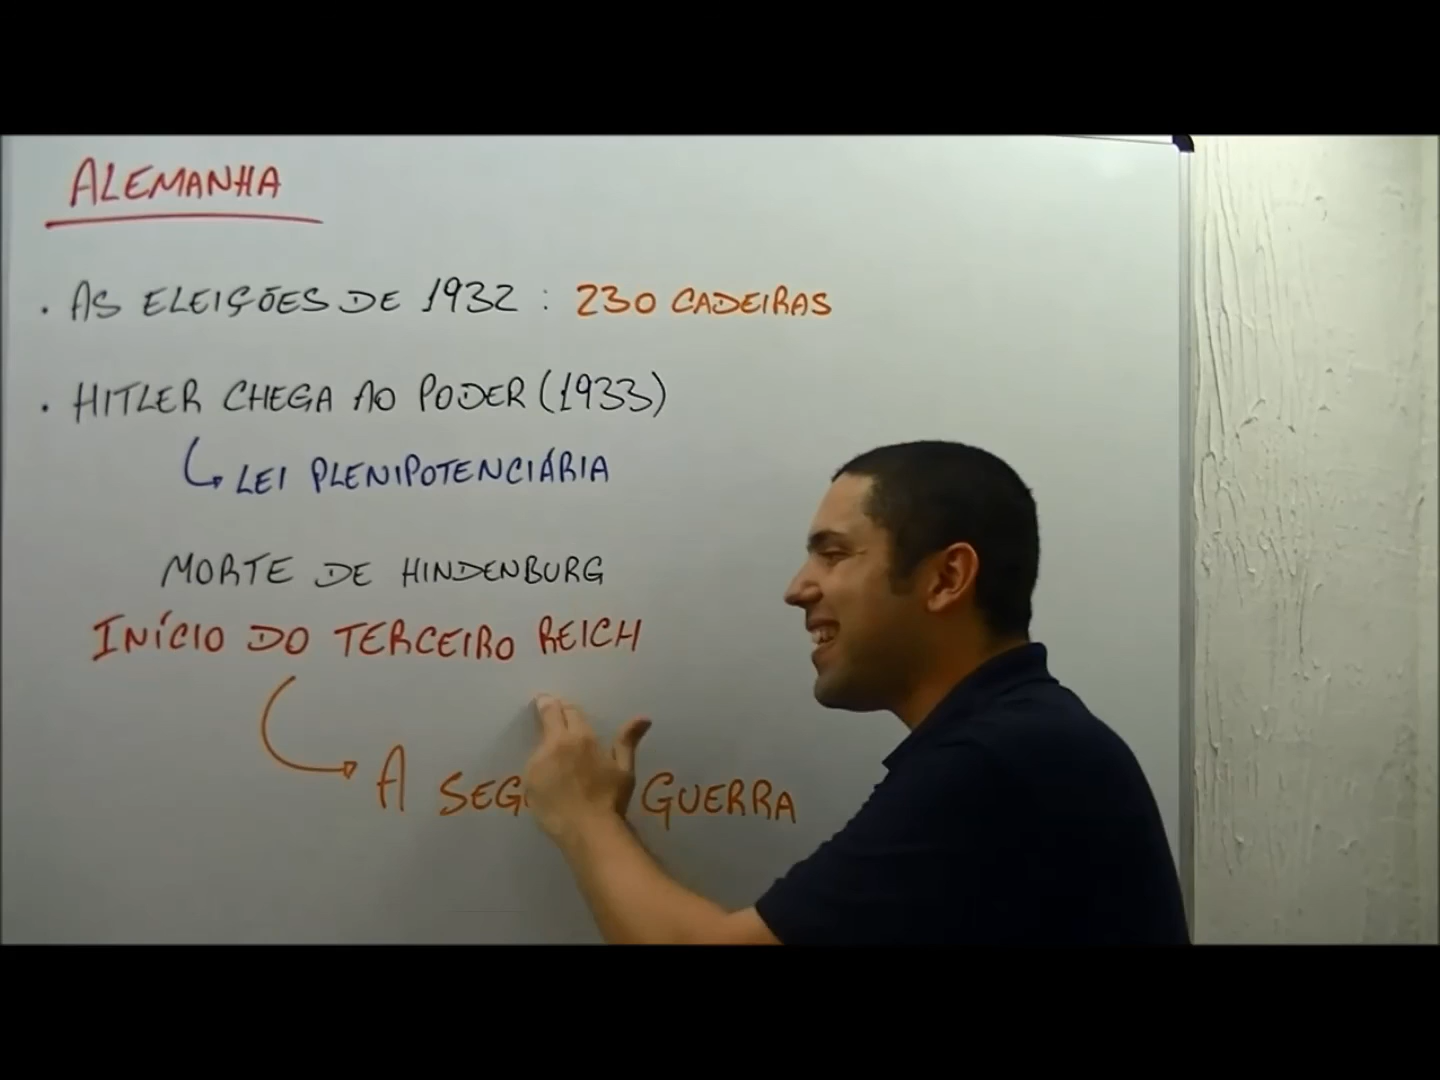 ALEMANHA
. AS ELEIÇÕES DE 1932 : 230 CADEIRAS
. HITLER CHEGA AO PODER (1933)
LEI PLENIPOTENCIÁRIA
MORTE DE HINDENBURG
INÍCIO DO TERCEIRO REICH
A GUERRA